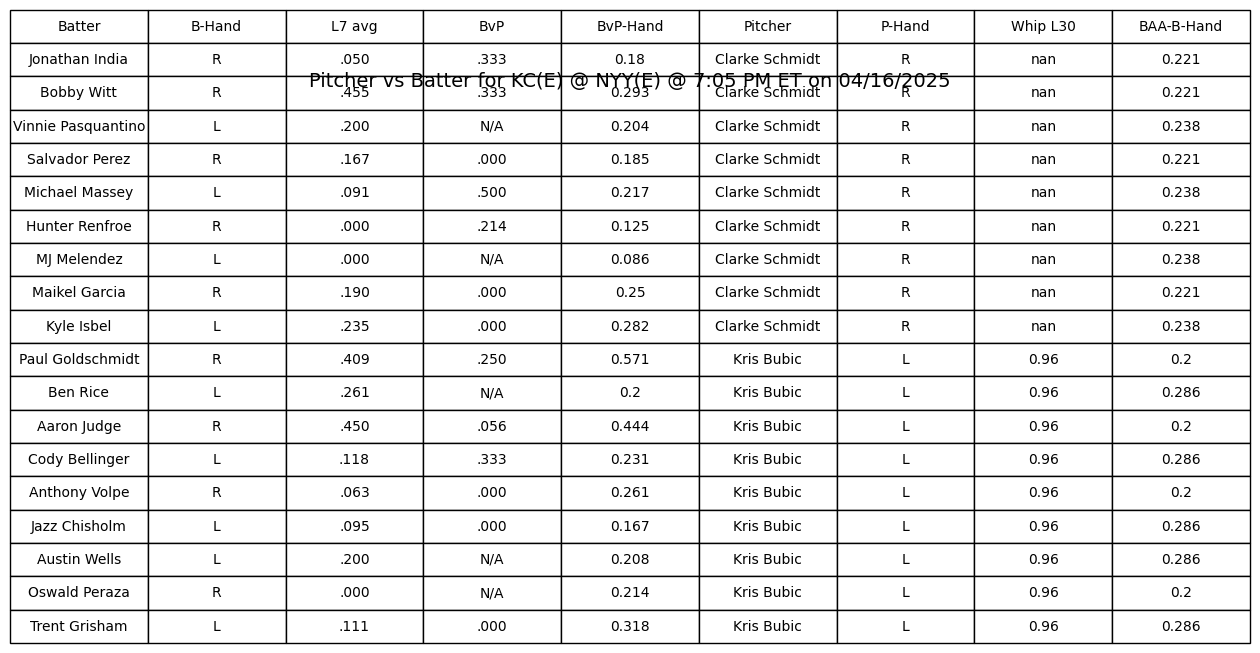 Batter B-Hand L7 avg BvP BvP-Hand Pitcher P-Hand Whip L30 BAA-B-Hand
Jonathan India R .050 .333 0.18 Clarke Schmidt R nan 0.221
Pitcher vs Batter for KC(E) @ NYY(E) @ 7:05 PM ET on 04/16/2025
Bobby Witt R .455 .333 0.293 Clarke Schmidt R nan 0.221
Vinnie Pasquantino L .200 N/A 0.204 Clarke Schmidt R nan 0.238
Salvador Perez R .167 .000 0.185 Clarke Schmidt R nan 0.221
Michael Massey L .091 .500 0.217 Clarke Schmidt R nan 0.238
Hunter Renfroe R .000 .214 0.125 Clarke Schmidt R nan 0.221
MJ Melendez L .000 N/A 0.086 Clarke Schmidt R nan 0.238
Maikel Garcia R .190 .000 0.25 Clarke Schmidt R nan 0.221
Kyle Isbel L .235 .000 0.282 Clarke Schmidt R nan 0.238
Paul Goldschmidt R .409 .250 0.571 Kris Bubic L 0.96 0.2
Ben Rice L .261 N/A 0.2 Kris Bubic L 0.96 0.286
Aaron Judge R .450 .056 0.444 Kris Bubic L 0.96 0.2
Cody Bellinger L .118 .333 0.231 Kris Bubic L 0.96 0.286
Anthony Volpe R .063 .000 0.261 Kris Bubic L 0.96 0.2
Jazz Chisholm L .095 .000 0.167 Kris Bubic L 0.96 0.286
Austin Wells L .200 N/A 0.208 Kris Bubic L 0.96 0.286
Oswald Peraza R .000 N/A 0.214 Kris Bubic L 0.96 0.2
Trent Grisham L .111 .000 0.318 Kris Bubic L 0.96 0.286